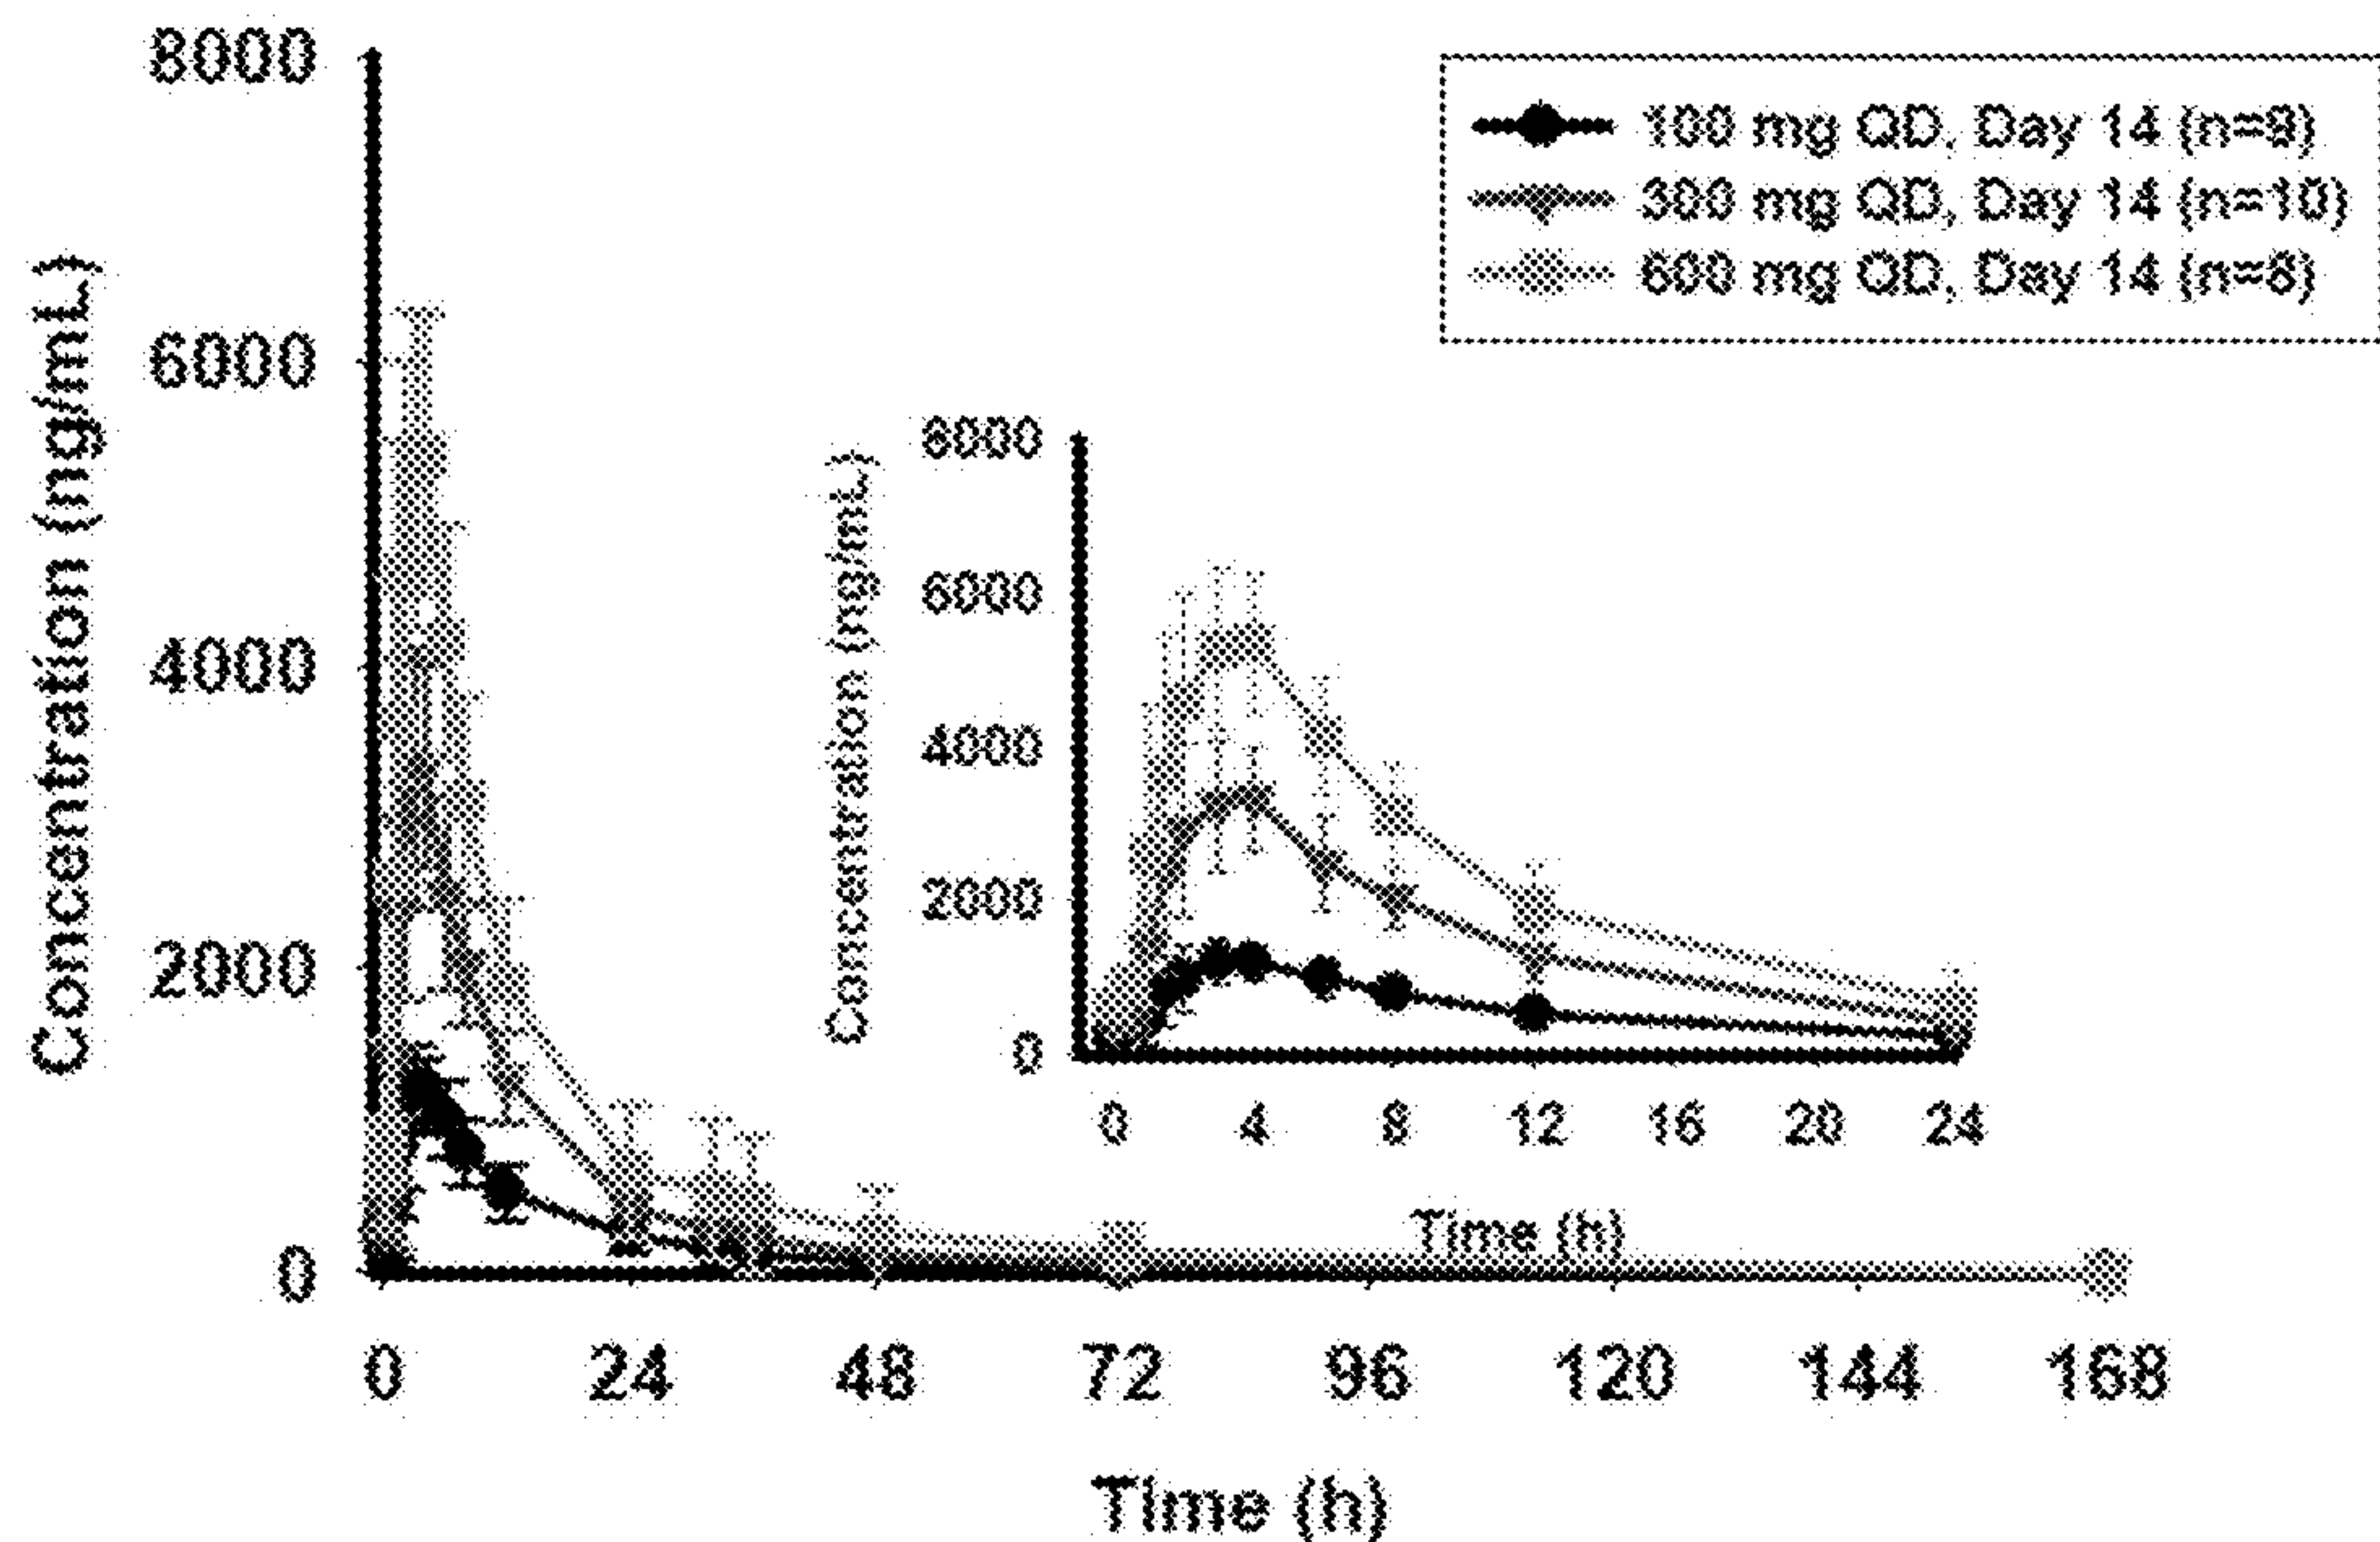 8000
6000
4000
2000
0
Concentration (ng/mL)
100 mg QD, Day 14 (n=9)
300 mg QD, Day 14 (n=10)
600 mg QD, Day 14
8000
6000
4000
2000
0
Concentration (ng/mL)
0 4 8 12 16 20 24
Time (h)
0 24 48 72 96 120 144 168
Time (h)